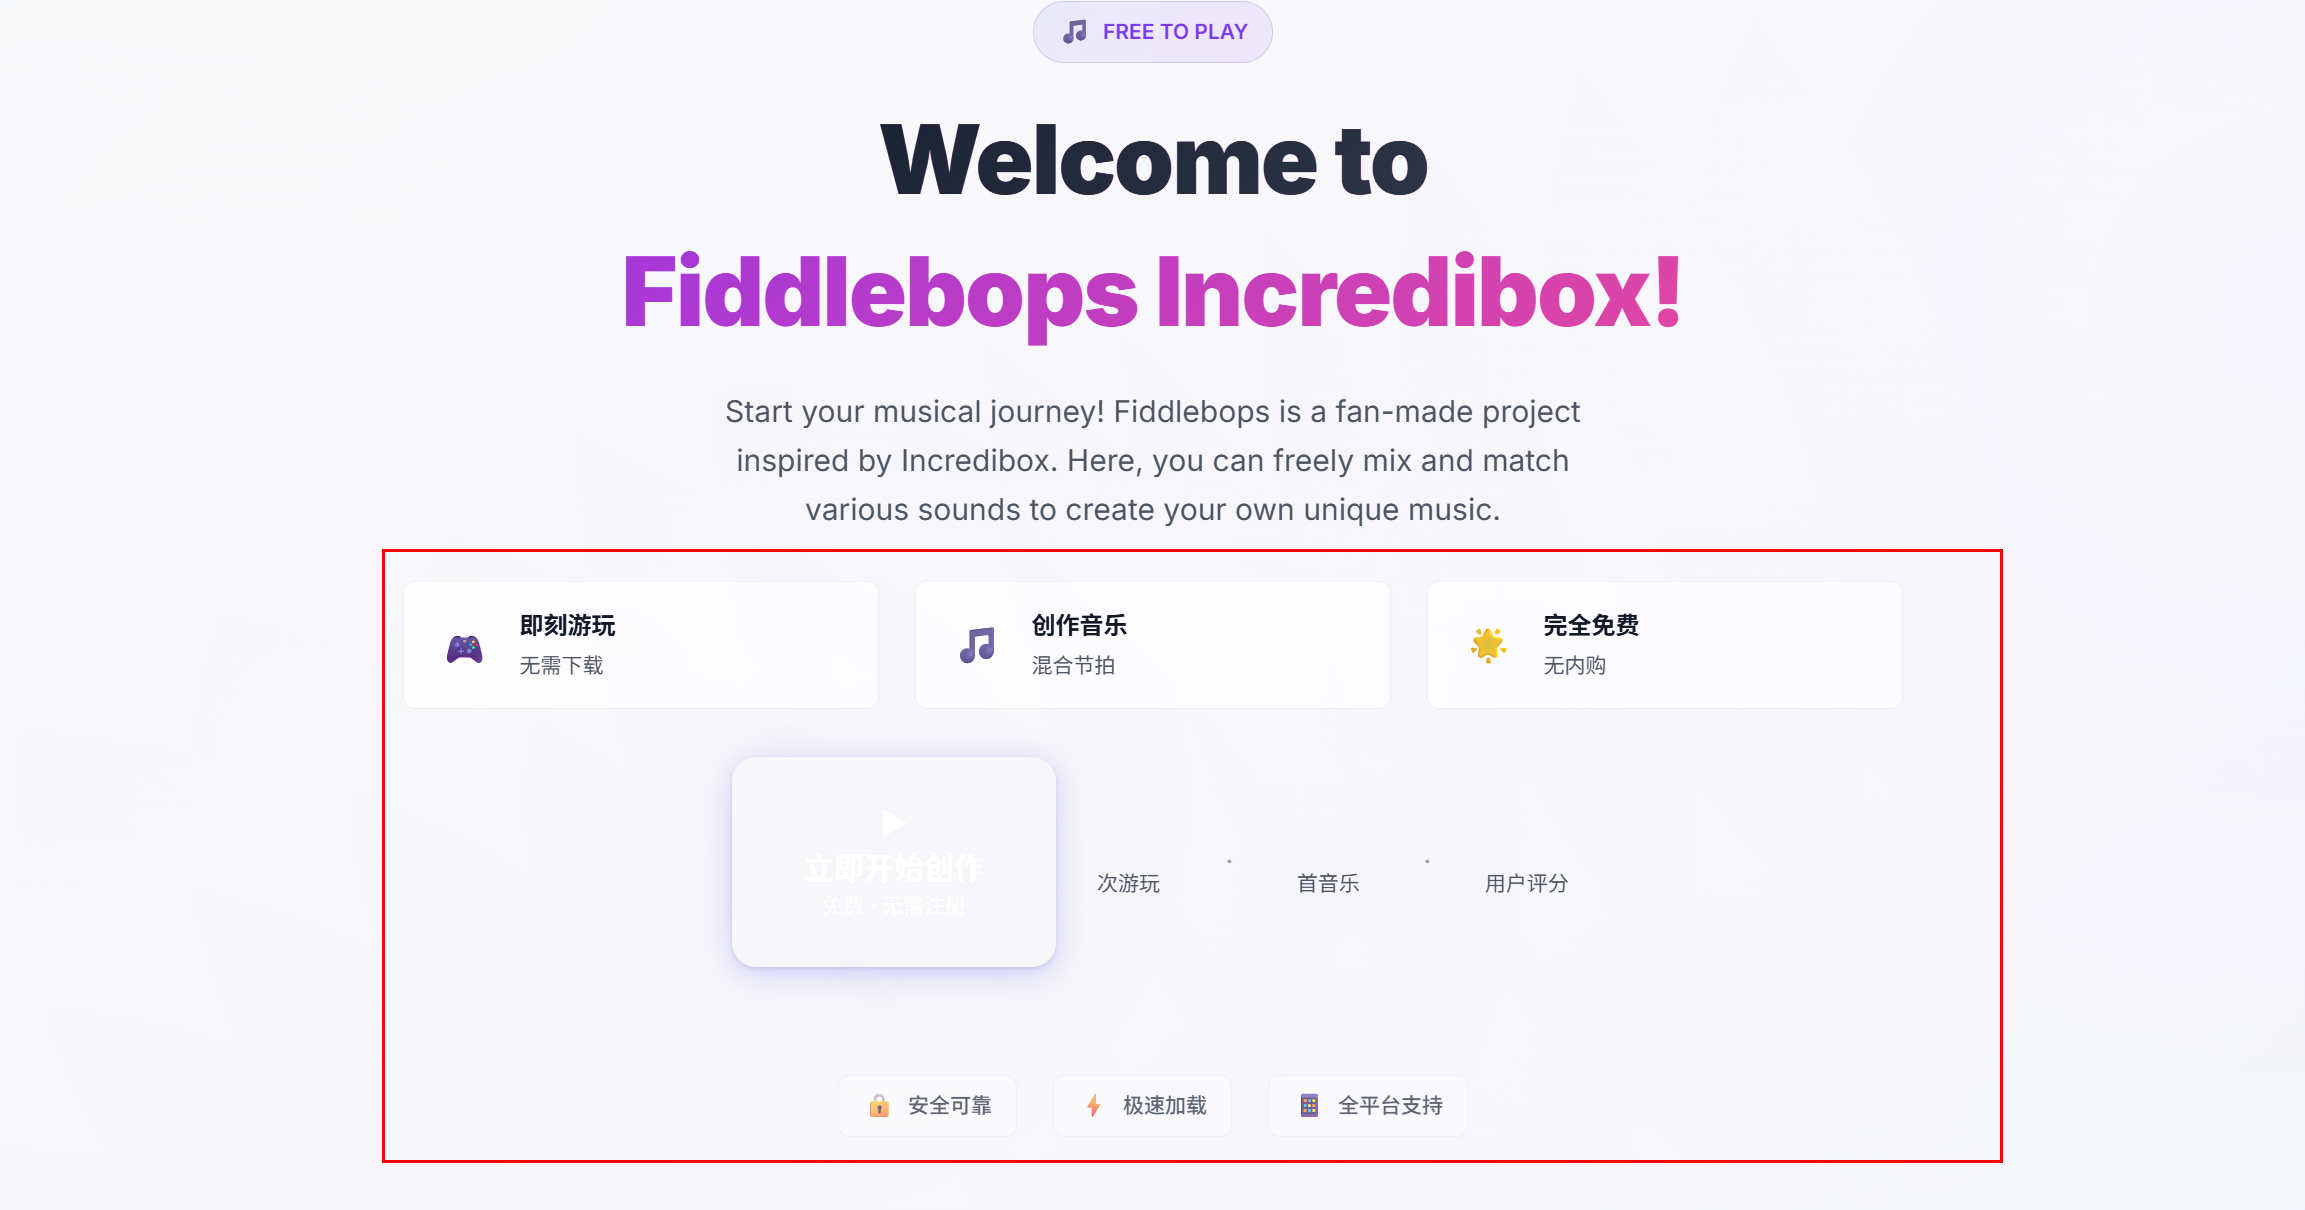 FREE TO PLAY
Welcome to
Fiddlebops Incredibox!
Start your musical journey! Fiddlebops is a fan-made project
inspired by Incredibox. Here, you can freely mix and match
various sounds to create your own unique music.
即刻游玩
无需下载
创作音乐
混合节拍
完全免费
无内购
立即开始创作
免费 · 无需注册
次游玩
·
首音乐
·
用户评分
安全可靠
极速加载
全平台支持